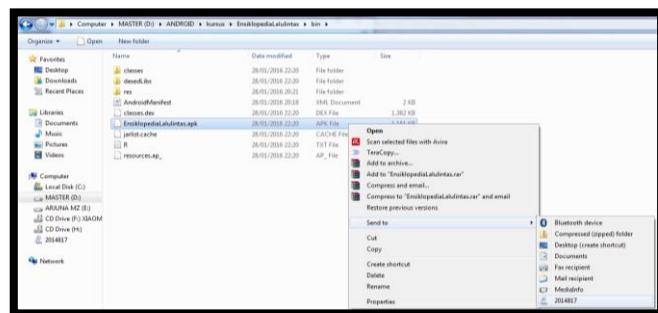 Computer ▸ MASTER (D:) ▸ ANDROID ▸ kursus ▸ EnsiklopediaLalulintas ▸ bin ▸
Organize Open New folder
Name Date modified Type Size
Favorites
Desktop
Downloads
Recent Places
Libraries
Documents
Music
Pictures
Videos
Computer
Local Disk (C:)
MASTER (D:)
ARJUNA MZ (E:)
CD Drive (F:) XIAOM
CD Drive (H:)
2014817
Network
classes 28/01/2016 22:20 File folder
dexedLibs 28/01/2016 22:20 File folder
res 28/01/2016 20:21 File folder
AndroidManifest 28/01/2016 20:18 XML Document 2 KB
classes.dex 28/01/2016 22:20 DEX File 1.382 KB
EnsiklopediaLalulintas.apk 28/01/2016 22:20 APK File
jarlist.cache 28/01/2016 22:20 CACHE File
R 28/01/2016 22:20 TXT File
resources.ap_ 28/01/2016 22:20 AP_ File
Open
Scan selected files with Avira
TeraCopy...
Add to archive...
Add to "EnsiklopediaLalulintas.rar"
Compress and email...
Compress to "EnsiklopediaLalulintas.rar" and email
Restore previous versions
Send to
Cut
Copy
Create shortcut
Delete
Rename
Properties
Bluetooth device
Compressed (zipped) folder
Desktop (create shortcut)
Documents
Fax recipient
Mail recipient
MediaInfo
2014817